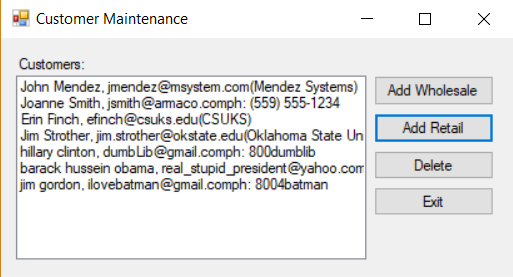 Customer Maintenance
Customers:
John Mendez, jmendez@msystem.com(Mendez Systems)
Joanne Smith, jsmith@armaco.comph: (559) 555-1234
Erin Finch, efinch@csuks.edu(CSUKS)
Jim Strother, jim.strother@okstate.edu(Oklahoma State Un
hillary clinton, dumbLib@gmail.comph: 800dumblib
barack hussein obama, real_stupid_president@yahoo.com
jim gordon, ilovebatman@gmail.comph: 8004batman
Add Wholesale
Add Retail
Delete
Exit